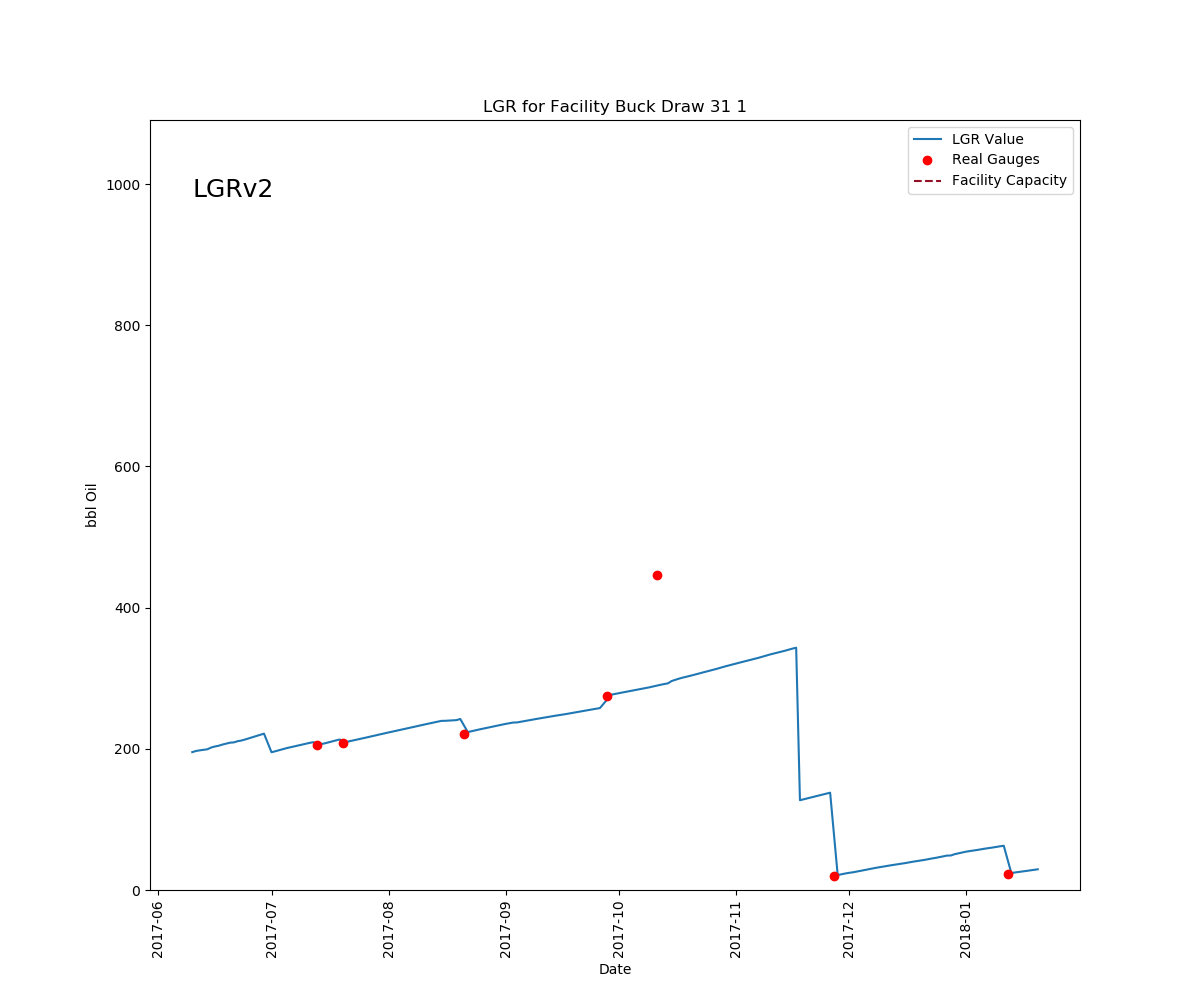 LGR for Facility Buck Draw 31 1
LGRv2
LGR Value
Real Gauges
Facility Capacity
bbl Oil
1000
800
600
400
200
0
2017-06
2017-07
2017-08
2017-09
2017-10
2017-11
2017-12
2018-01
Date